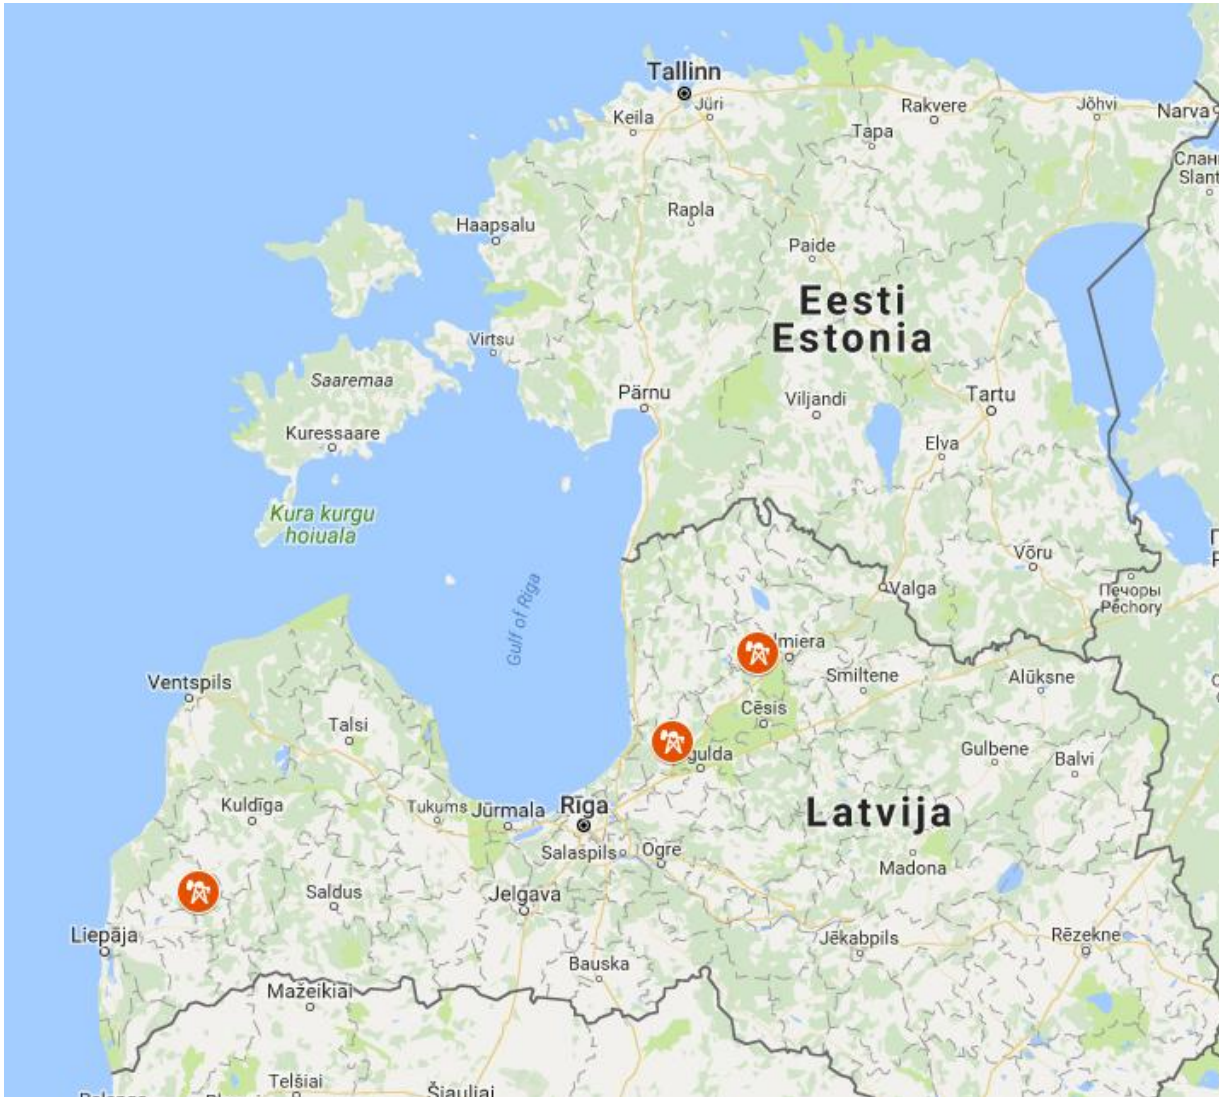 Tallinn
Keila
Jüri
Rakvere
Jõhvi
Narva
Tapa
Слан
Slant
Rapla
Haapsalu
Paide
Eesti
Estonia
Virtsu
Saaremaa
Pärnu
Viljandi
Tartu
Kuressaare
Elva
Kura kurgu
hoiuala
Võru
Valga
Печоры
Pechory
Gulf of Riga
lmiera
Smiltene
Alūksne
Ventspils
Cēsis
Talsi
gulda
Gulbene
Balvi
Kuldīga
Tukums
Jūrmala
Rīga
Latvija
Salaspils
Ogre
Madona
Saldus
Jelgava
Liepāja
Jēkabpils
Rēzekne
Bauska
Mažeikiai
Telšiai
Šiauliai